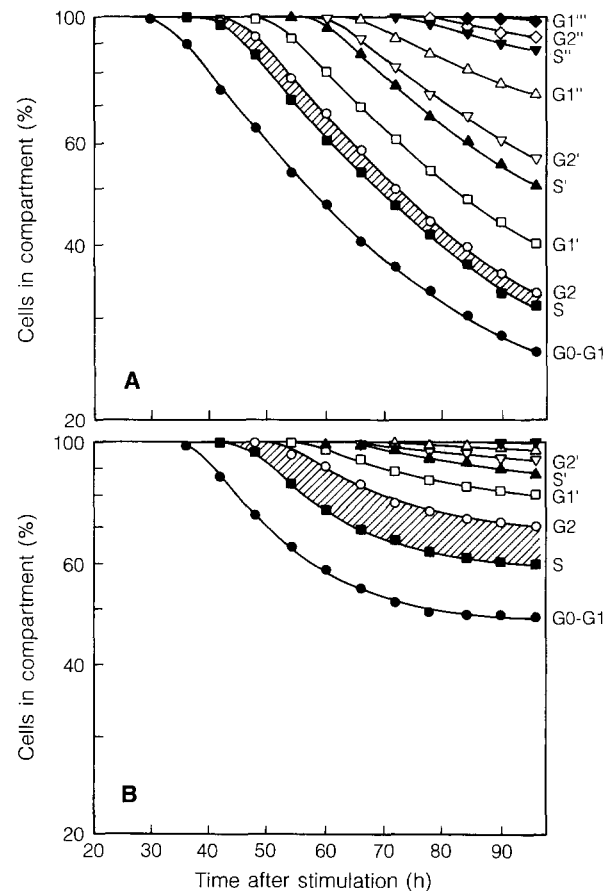 100
60
40
20
Cells in compartment (%)
A
G1'''
G2''
S''
G1''
G2'
S'
G1'
G2
S
G0-G1
100
80
60
40
20
Cells in compartment (%)
B
G2'
S'
G1'
G2
S
G0-G1
20 30 40 50 60 70 80 90
Time after stimulation (h)